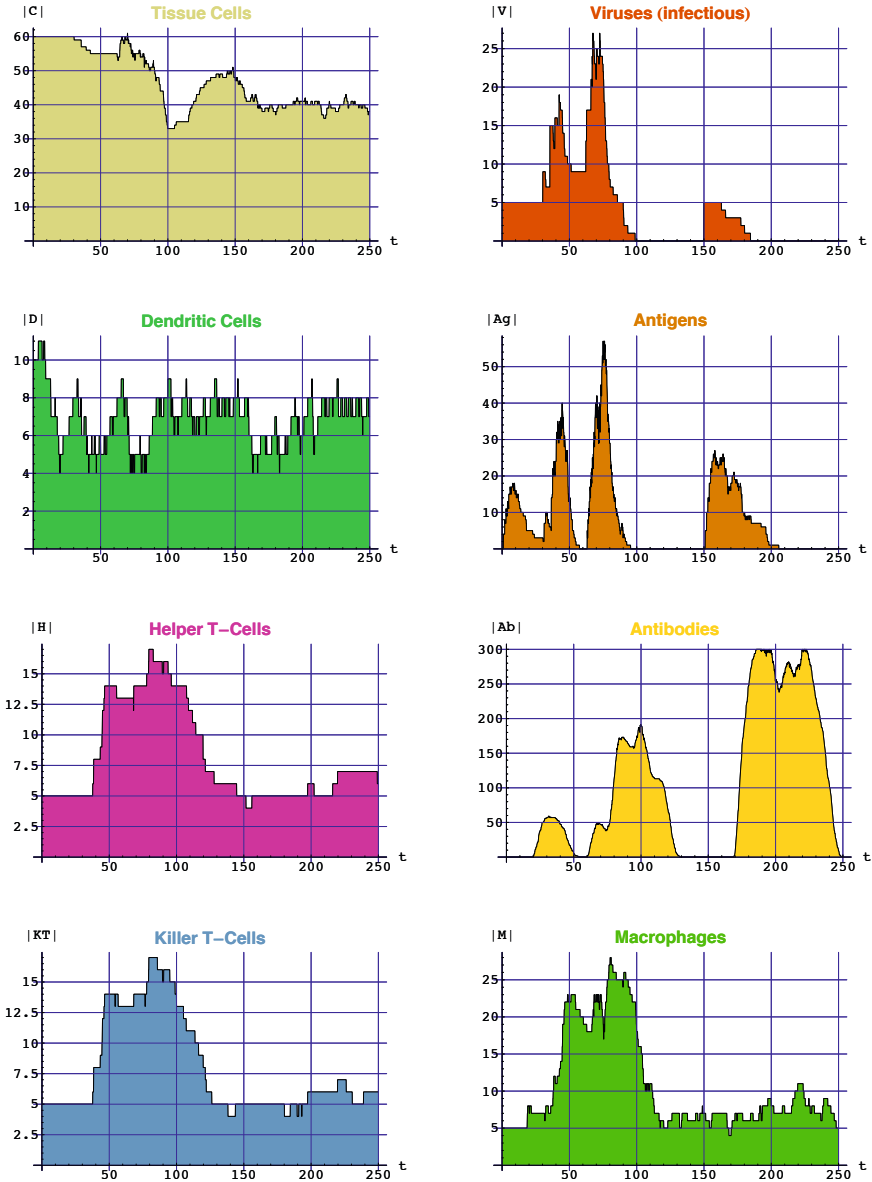 |C|
Tissue Cells
60
50
40
30
20
10
50 100 150 200 250 t
|V|
Viruses (infectious)
25
20
15
10
5
50 100 150 200 250 t
|D|
Dendritic Cells
10
8
6
4
2
50 100 150 200 250 t
|Ag|
Antigens
50
40
30
20
10
50 100 150 200 250 t
|H|
Helper T–Cells
15
12.5
10
7.5
5
2.5
50 100 150 200 250 t
|Ab|
Antibodies
300
250
200
150
100
50
50 100 150 200 250 t
|KT|
Killer T–Cells
15
12.5
10
7.5
5
2.5
50 100 150 200 250 t
|M|
Macrophages
25
20
15
10
5
50 100 150 200 250 t